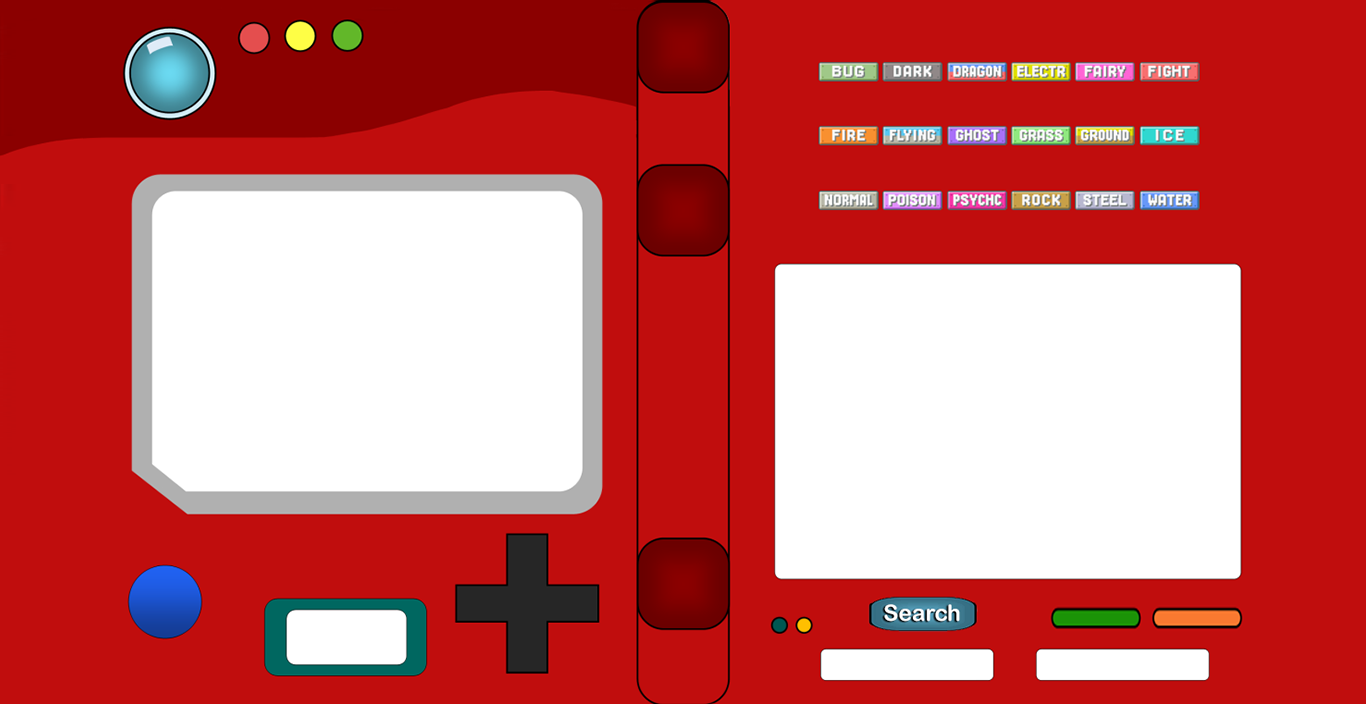 BUG DARK DRAGON ELECTR FAIRY FIGHT
FIRE FLYING GHOST GRASS GROUND ICE
NORMAL POISON PSYCHC ROCK STEEL WATER
Search